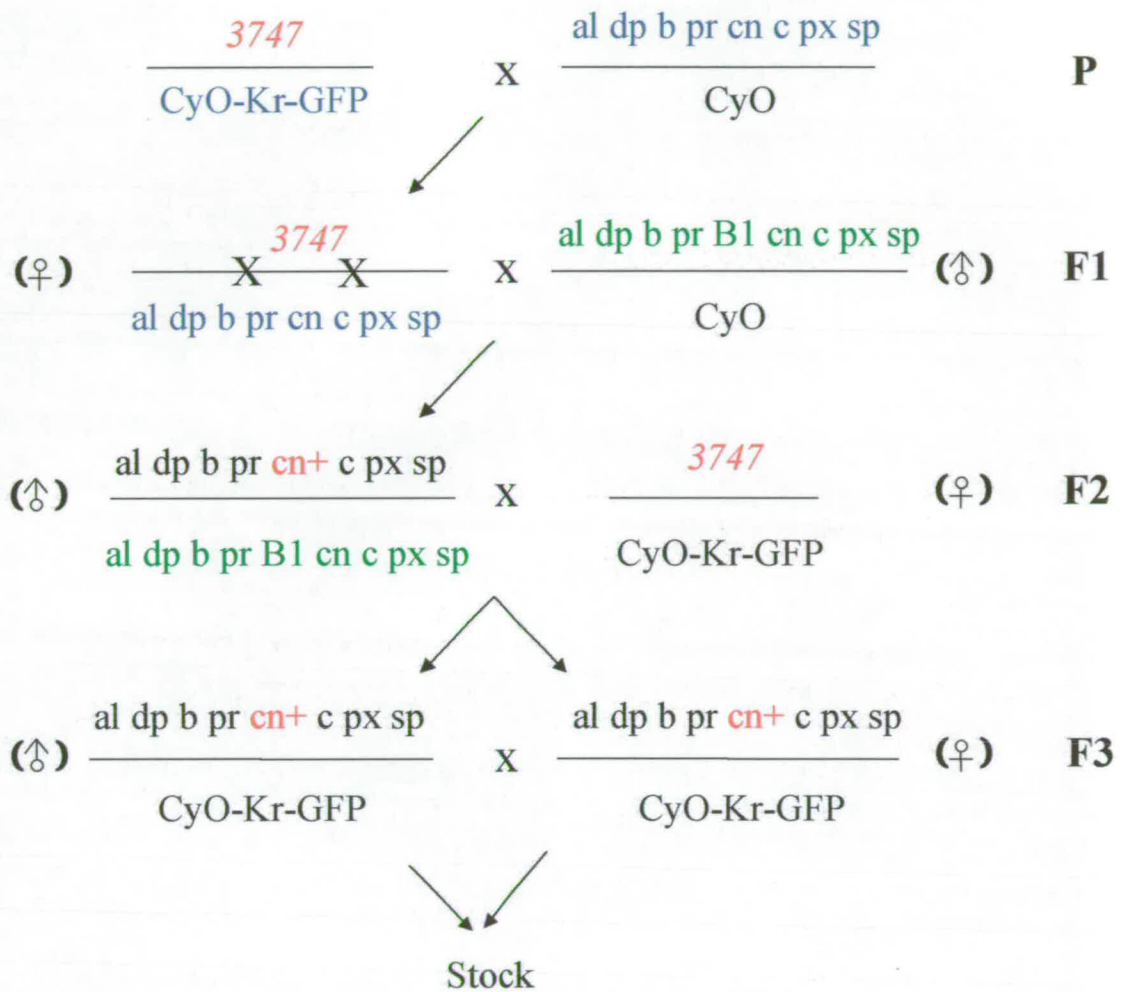 3747 al dp b pr cn c px sp
X P
CyO-Kr-GFP CyO
3747 al dp b pr B1 cn c px sp
(♀) X X X (♂) F1
al dp b pr cn c px sp CyO
al dp b pr cn+ c px sp 3747
(♂) X (♀) F2
al dp b pr B1 cn c px sp CyO-Kr-GFP
al dp b pr cn+ c px sp al dp b pr cn+ c px sp
(♂) X (♀) F3
CyO-Kr-GFP CyO-Kr-GFP
Stock